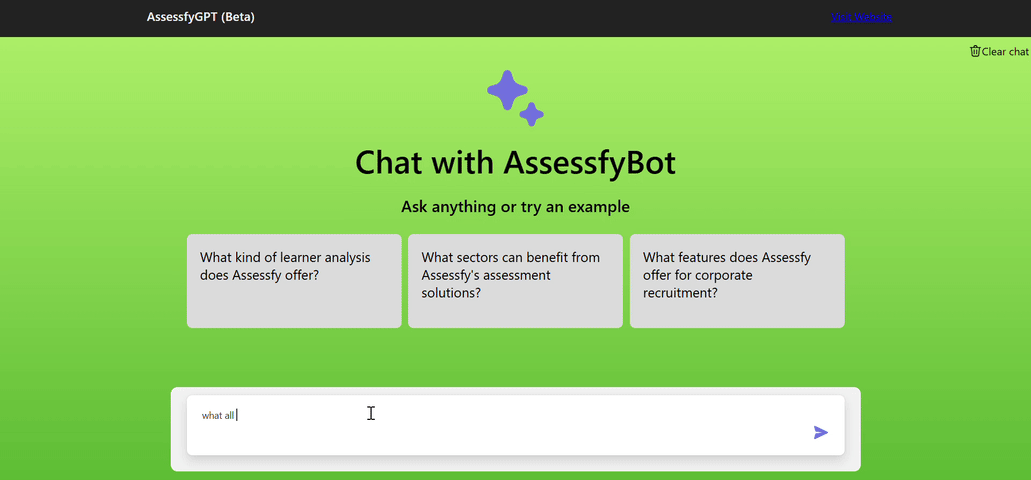 AssessfyGPT (Beta)
Clear chat
Chat with AssessfyBot
Ask anything or try an example
What kind of learner analysis
does Assessfy offer?
What sectors can benefit from
Assessfy's assessment
solutions?
What features does Assessfy
offer for corporate
recruitment?
what all